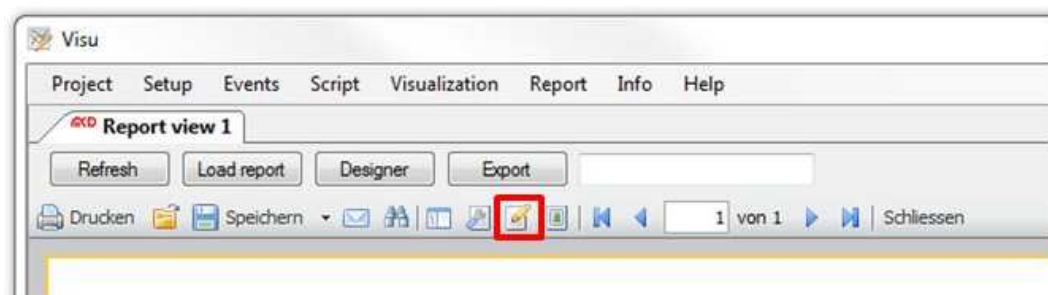 Visu
Project Setup Events Script Visualization Report Info Help
Report view 1
Refresh Load report Designer Export
Drucken Speichern 1 von 1 Schliessen